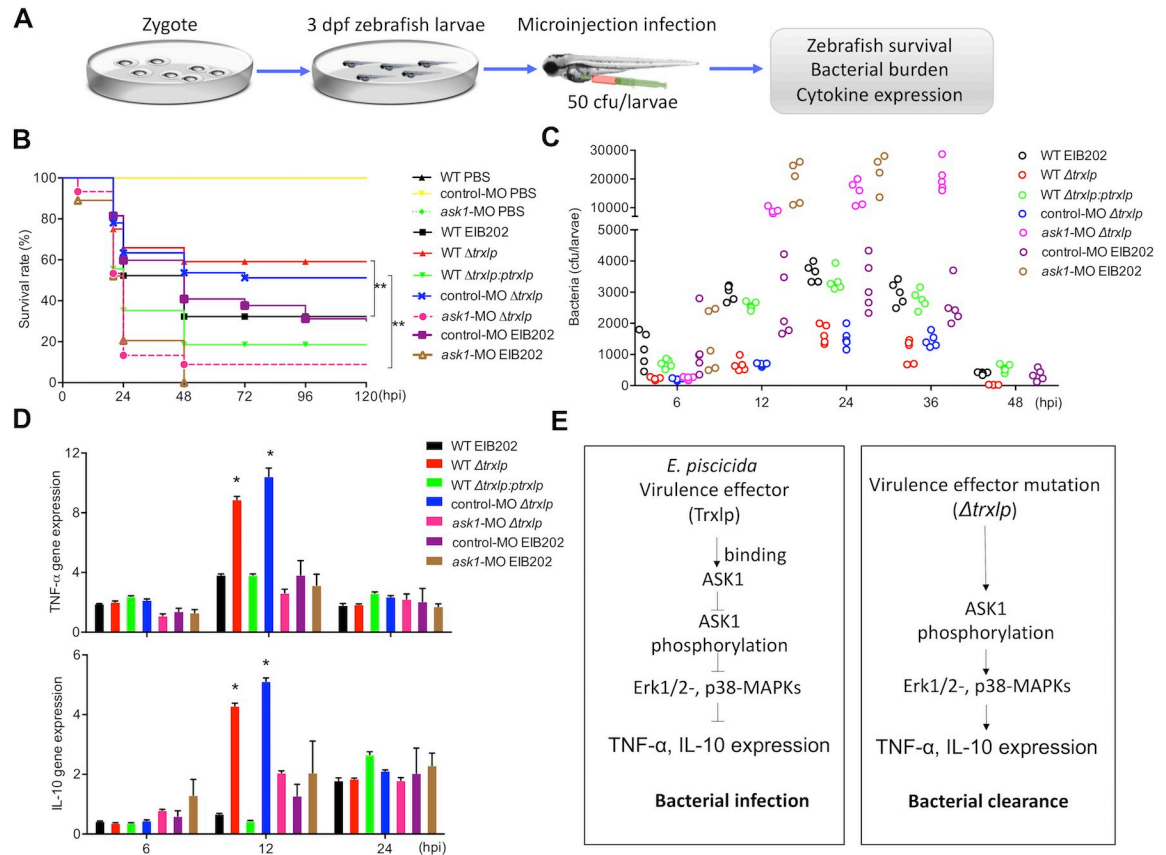 A
Zygote
3 dpf zebrafish larvae
Microinjection infection
50 cfu/larvae
Zebrafish survival
Bacterial burden
Cytokine expression
B
Survival rate (%)
100
80
60
40
20
0
0 24 48 72 96 120 (hpi)
**
**
WT PBS
control-MO PBS
ask1-MO PBS
WT EIB202
WT Δtrxlp
WT Δtrxlp:ptrxlp
control-MO Δtrxlp
ask1-MO Δtrxlp
control-MO EIB202
ask1-MO EIB202
C
Bacteria (cfu/larvae)
30000
20000
10000
5000
4000
3000
2000
1000
0
6 12 24 36 48 (hpi)
WT EIB202
WT Δtrxlp
WT Δtrxlp:ptrxlp
control-MO Δtrxlp
ask1-MO Δtrxlp
control-MO EIB202
ask1-MO EIB202
D
TNF-α gene expression
12
8
4
0
* *
WT EIB202
WT Δtrxlp
WT Δtrxlp:ptrxlp
control-MO Δtrxlp
ask1-MO Δtrxlp
control-MO EIB202
ask1-MO EIB202
IL-10 gene expression
6
4
2
0
* *
6 12 24 (hpi)
E
E. piscicida
Virulence effector
(Trxlp)
binding
ASK1
ASK1
phosphorylation
Erk1/2-, p38-MAPKs
TNF-α, IL-10 expression
Bacterial infection
Virulence effector mutation
(Δtrxlp)
ASK1
phosphorylation
Erk1/2-, p38-MAPKs
TNF-α, IL-10 expression
Bacterial clearance